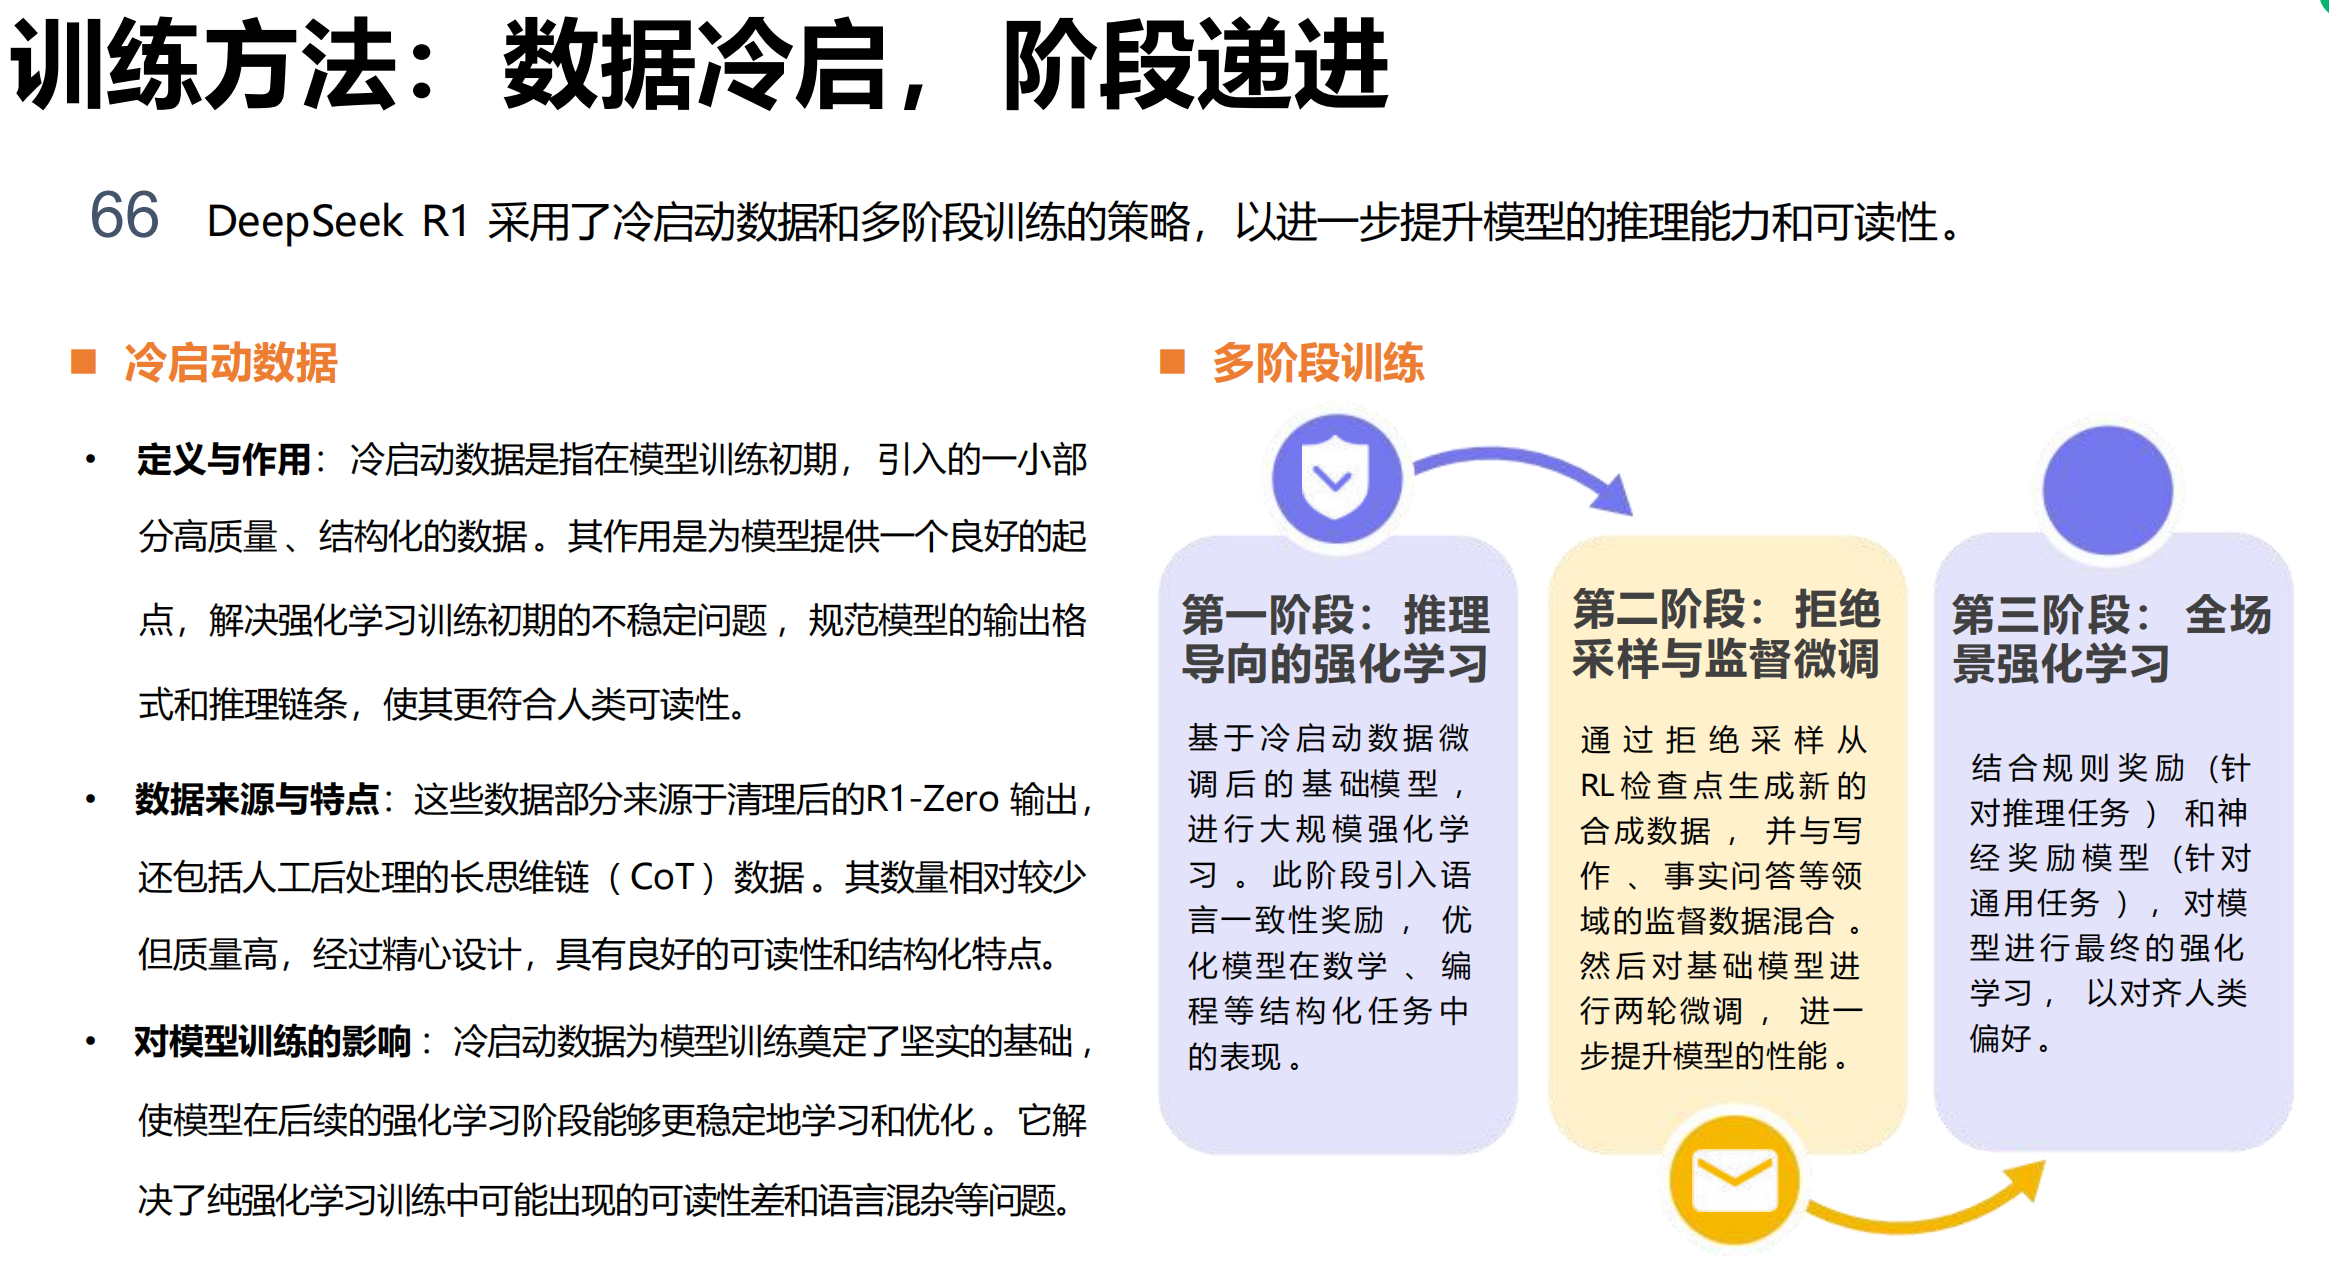 训练方法：数据冷启，阶段递进
66 DeepSeek R1 采用了冷启动数据和多阶段训练的策略，以进一步提升模型的推理能力和可读性。
■ 冷启动数据
• 定义与作用：冷启动数据是指在模型训练初期，引入的一小部
分高质量、结构化的数据。其作用是为模型提供一个良好的起
点，解决强化学习训练初期的不稳定问题，规范模型的输出格
式和推理链条，使其更符合人类可读性。
• 数据来源与特点：这些数据部分来源于清理后的R1-Zero 输出，
还包括人工后处理的长思维链（CoT）数据。其数量相对较少
但质量高，经过精心设计，具有良好的可读性和结构化特点。
• 对模型训练的影响：冷启动数据为模型训练奠定了坚实的基础，
使模型在后续的强化学习阶段能够更稳定地学习和优化。它解
决了纯强化学习训练中可能出现的可读性差和语言混杂等问题。
■ 多阶段训练
第一阶段：推理
导向的强化学习
基于冷启动数据微
调后的基础模型，
进行大规模强化学
习。此阶段引入语
言一致性奖励，优
化模型在数学、编
程等结构化任务中
的表现。
第二阶段：拒绝
采样与监督微调
通过拒绝采样从
RL检查点生成新的
合成数据，并与写
作、事实问答等领
域的监督数据混合。
然后对基础模型进
行两轮微调，进一
步提升模型的性能。
第三阶段：全场
景强化学习
结合规则奖励（针
对推理任务）和神
经奖励模型（针对
通用任务），对模
型进行最终的强化
学习，以对齐人类
偏好。